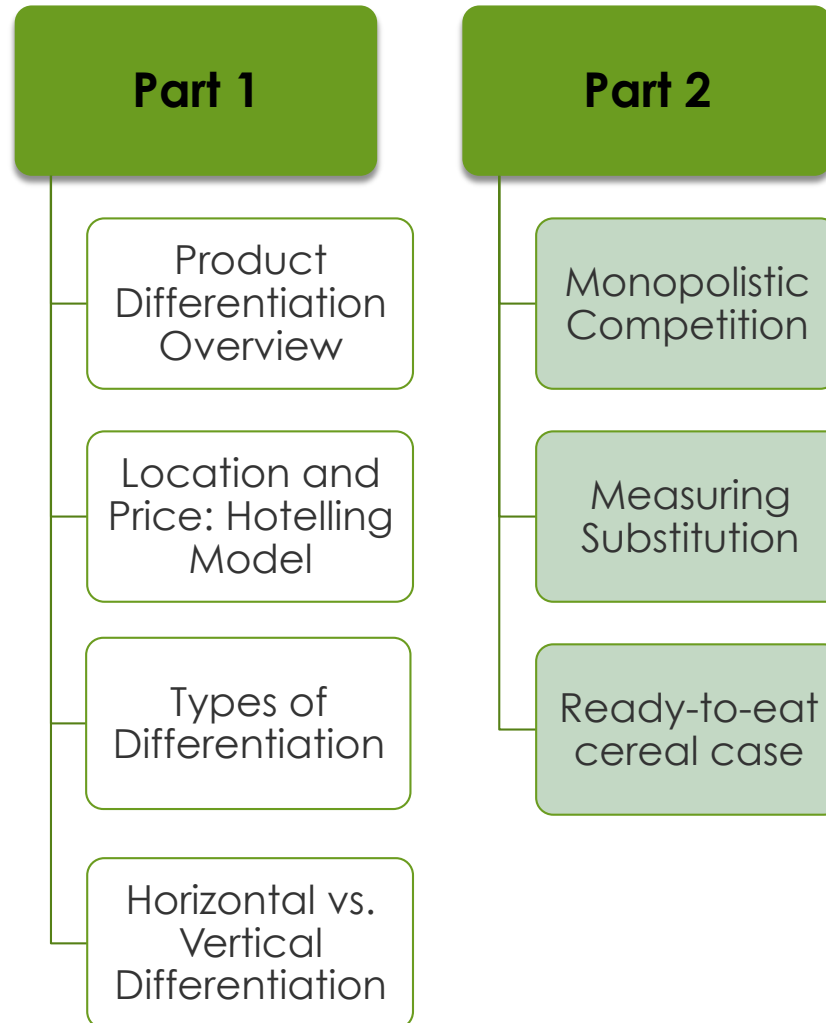 Part 1
Product
Differentiation
Overview
Location and
Price: Hotelling
Model
Types of
Differentiation
Horizontal vs.
Vertical
Differentiation
Part 2
Monopolistic
Competition
Measuring
Substitution
Ready-to-eat
cereal case